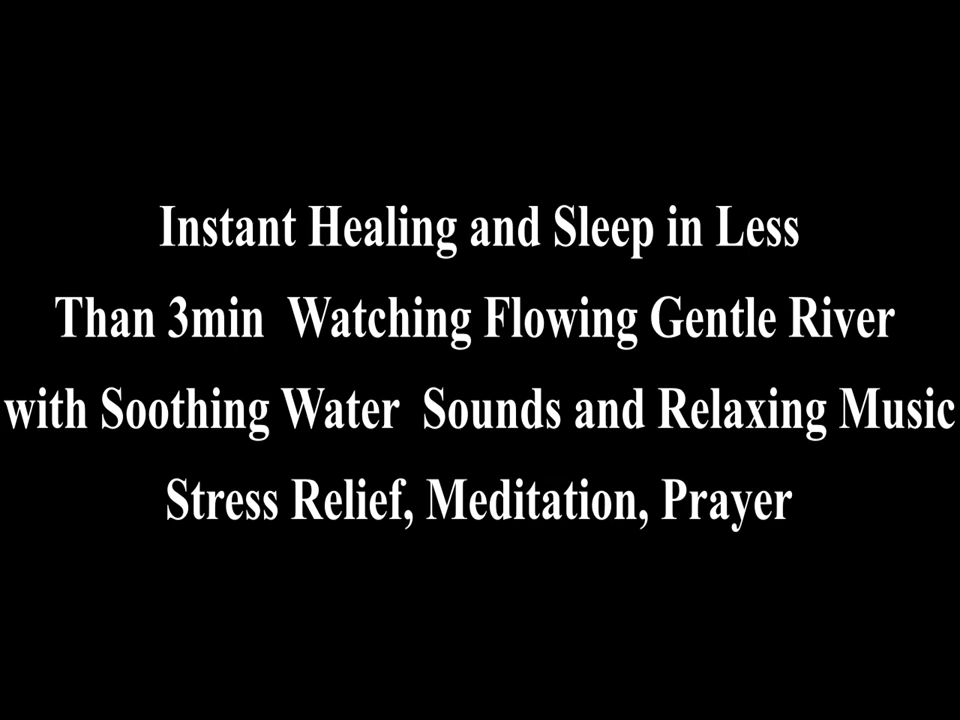 Instant Healing and Sleep in Less
Than 3min  Watching Flowing Gentle River
with Soothing Water  Sounds and Relaxing Music
Stress Relief, Meditation, Prayer